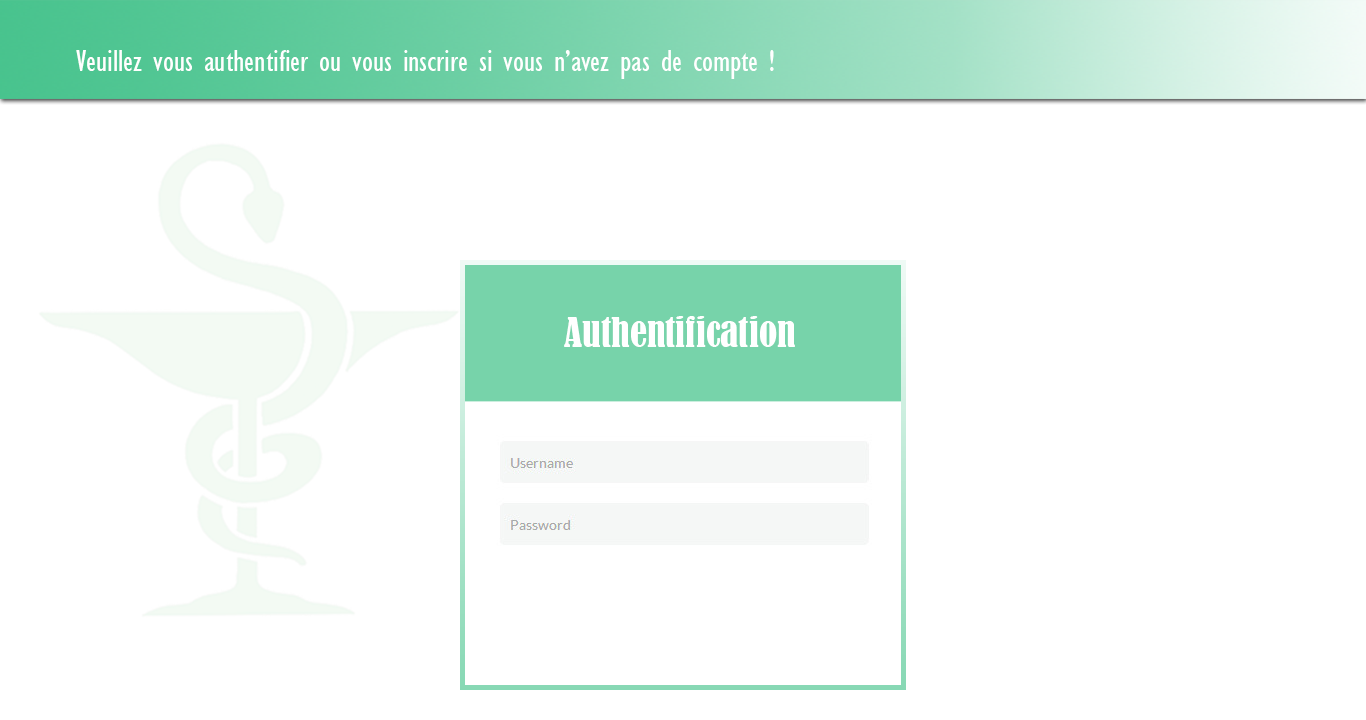 Veuillez vous authentifier ou vous inscrire si vous n’avez pas de compte !
Authentification
Username
Password